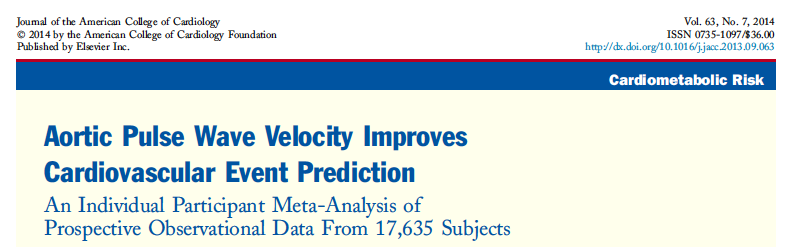 Journal of the American College of Cardiology
© 2014 by the American College of Cardiology Foundation
Published by Elsevier Inc.
Vol. 63, No. 7, 2014
ISSN 0735-1097/$36.00
http://dx.doi.org/10.1016/j.jacc.2013.09.063
Cardiometabolic Risk
Aortic Pulse Wave Velocity Improves
Cardiovascular Event Prediction
An Individual Participant Meta-Analysis of
Prospective Observational Data From 17,635 Subjects